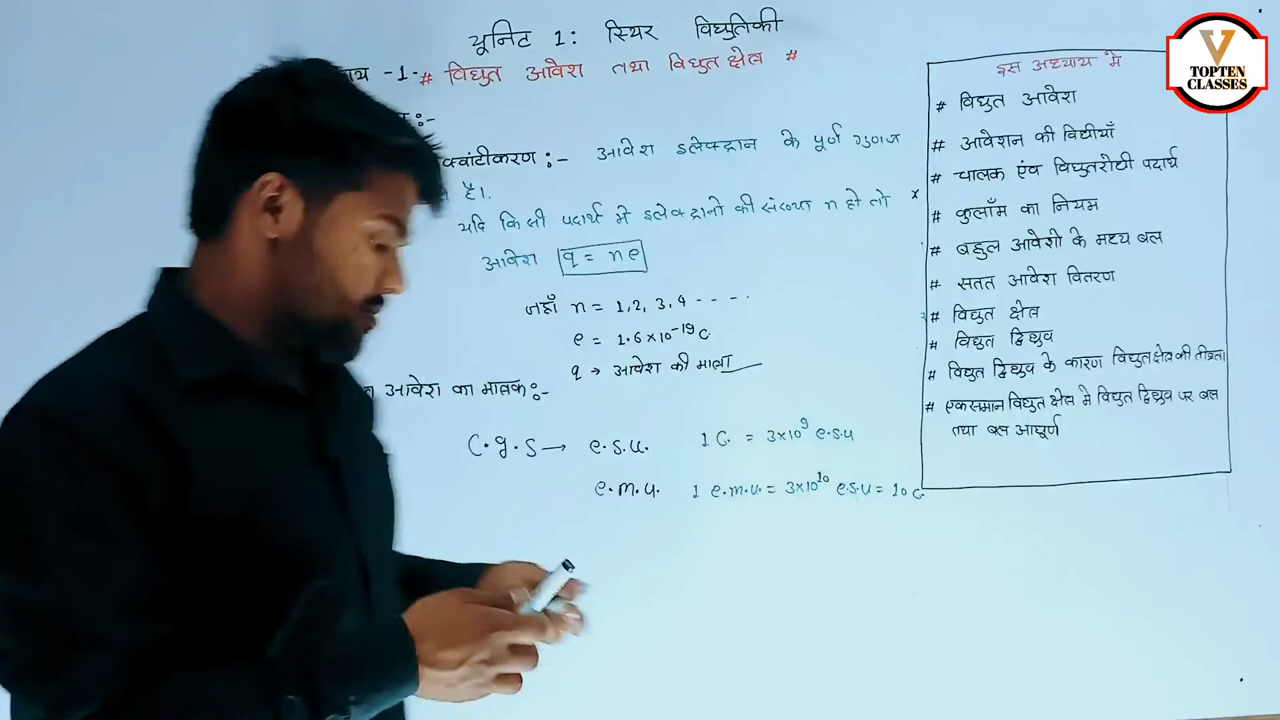 यूनिट 1: स्थिर विद्युतिकी
-1- # विद्युत आवेश तथा विद्युत क्षेत्र #
क्वांटीकरण :- आवेश इलेक्ट्रान के पूर्ण गुणज
है।
यदि किसी पदार्थ मे इलेक्ट्रानो की संख्या n हो तो
आवेश q = ne
जहाँ n = 1, 2, 3, 4 - - - -
e = 1.6×10⁻¹⁹ C.
q → आवेश की मात्रा
आवेश का मात्रक :-
C.g.s → e.s.u. 1 C. = 3×10⁹ e.s.u
e.m.u. 1 e.m.u. = 3×10¹⁰ e.s.u = 10 C.
इस अध्याय में
# विद्युत आवेश
# आवेशन की विधीयाँ
# चालक एंव विद्युतरोधी पदार्थ
# कुलाँम का नियम
# बहुल आवेशो के मध्य बल
# सतत आवेश वितरण
# विद्युत क्षेत्र
# विद्युत द्विध्रुव
# विद्युत द्विध्रुव के कारण विद्युत क्षेत्र की तीव्रता
# एकसमान विद्युत क्षेत्र मे विद्युत द्विध्रुव पर बल
तथा बल आघूर्ण
V
TOPTEN
CLASSES